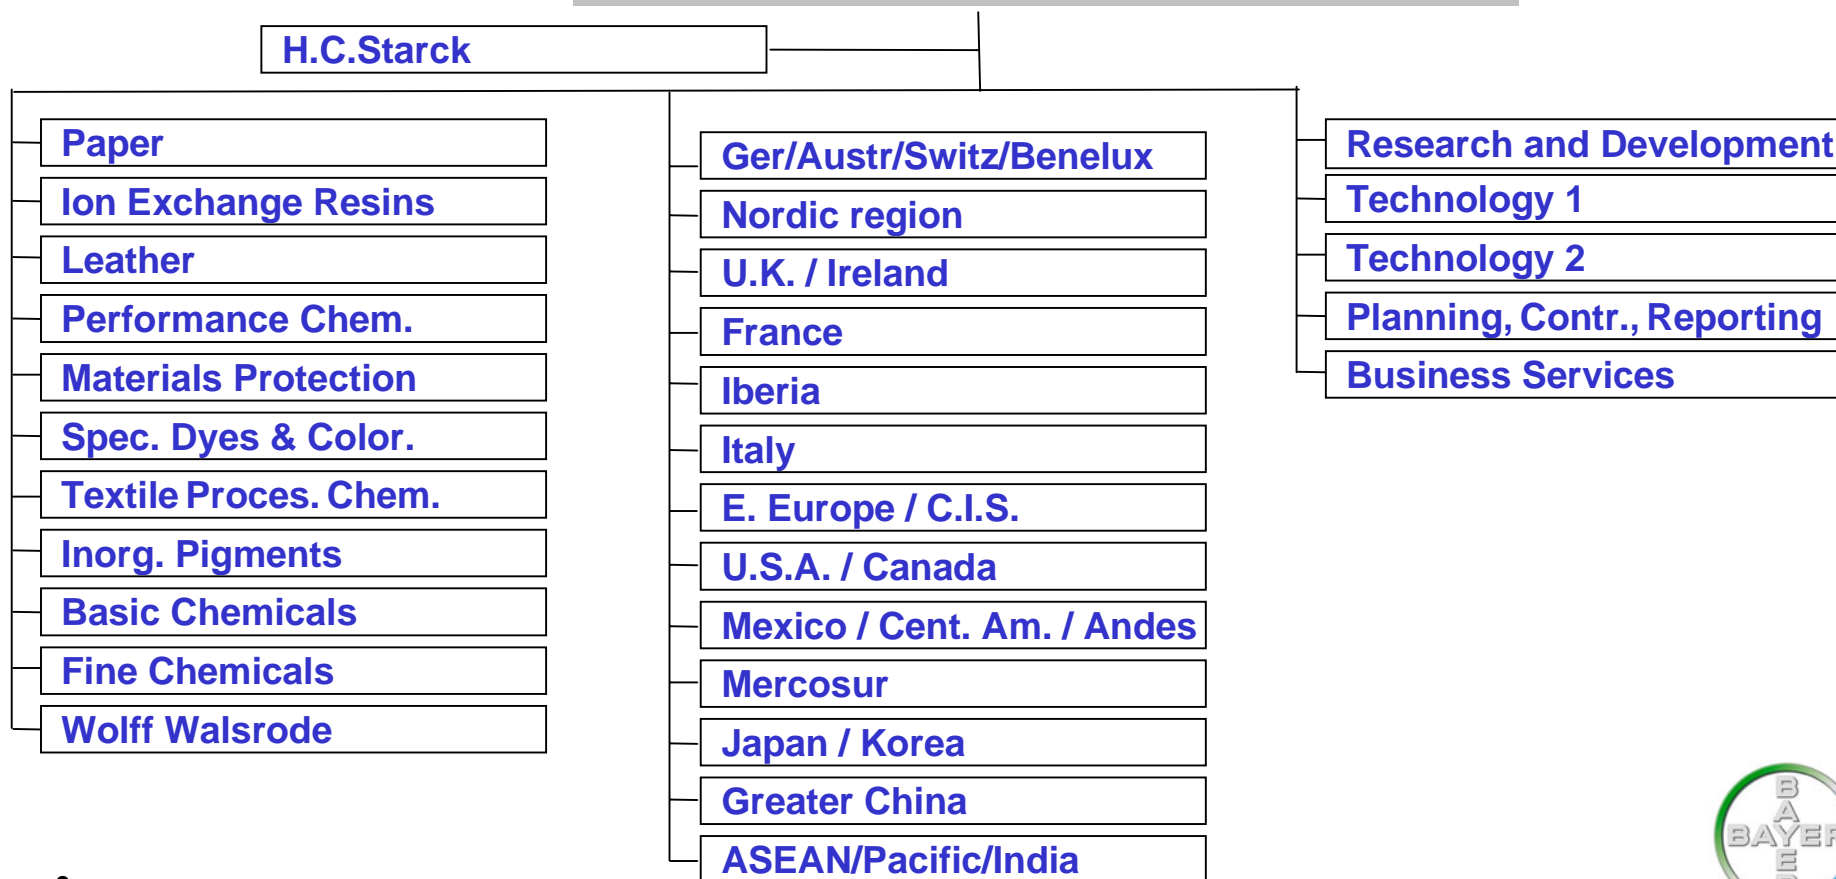 H.C.Starck
Paper
Ion Exchange Resins
Leather
Performance Chem.
Materials Protection
Spec. Dyes & Color.
Textile Proces. Chem.
Inorg. Pigments
Basic Chemicals
Fine Chemicals
Wolff Walsrode
Ger/Austr/Switz/Benelux
Nordic region
U.K. / Ireland
France
Iberia
Italy
E. Europe / C.I.S.
U.S.A. / Canada
Mexico / Cent. Am. / Andes
Mercosur
Japan / Korea
Greater China
ASEAN/Pacific/India
Research and Development
Technology 1
Technology 2
Planning, Contr., Reporting
Business Services
BAYER